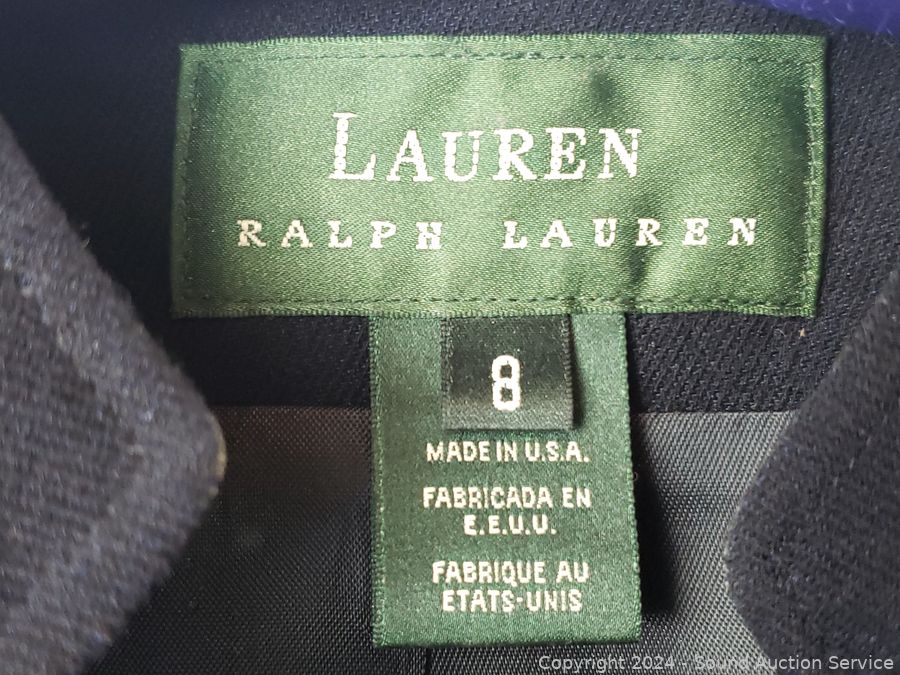 LAUREN
RALPH LAUREN
8
MADE IN U.S.A.
FABRICADA EN
E.E.U.U.
FABRIQUE AU
ETATS-UNIS
Copyright 2024 - Sound Auction Service